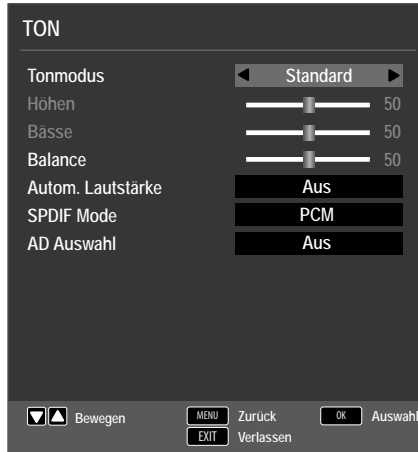 TON
Tonmodus Standard
Höhen 50
Bässe 50
Balance 50
Autom. Lautstärke Aus
SPDIF Mode PCM
AD Auswahl Aus
Bewegen MENU Zurück OK Auswahl
EXIT Verlassen